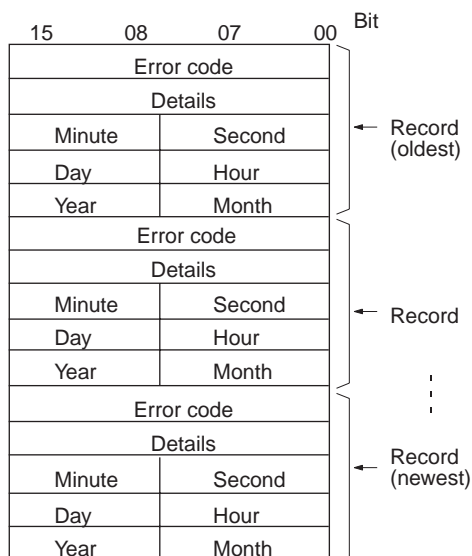 Bit
15 08 07 00
Error code
Details
Minute Second
Day Hour
Year Month
Record
(oldest)
Error code
Details
Minute Second
Day Hour
Year Month
Record
Error code
Details
Minute Second
Day Hour
Year Month
Record
(newest)